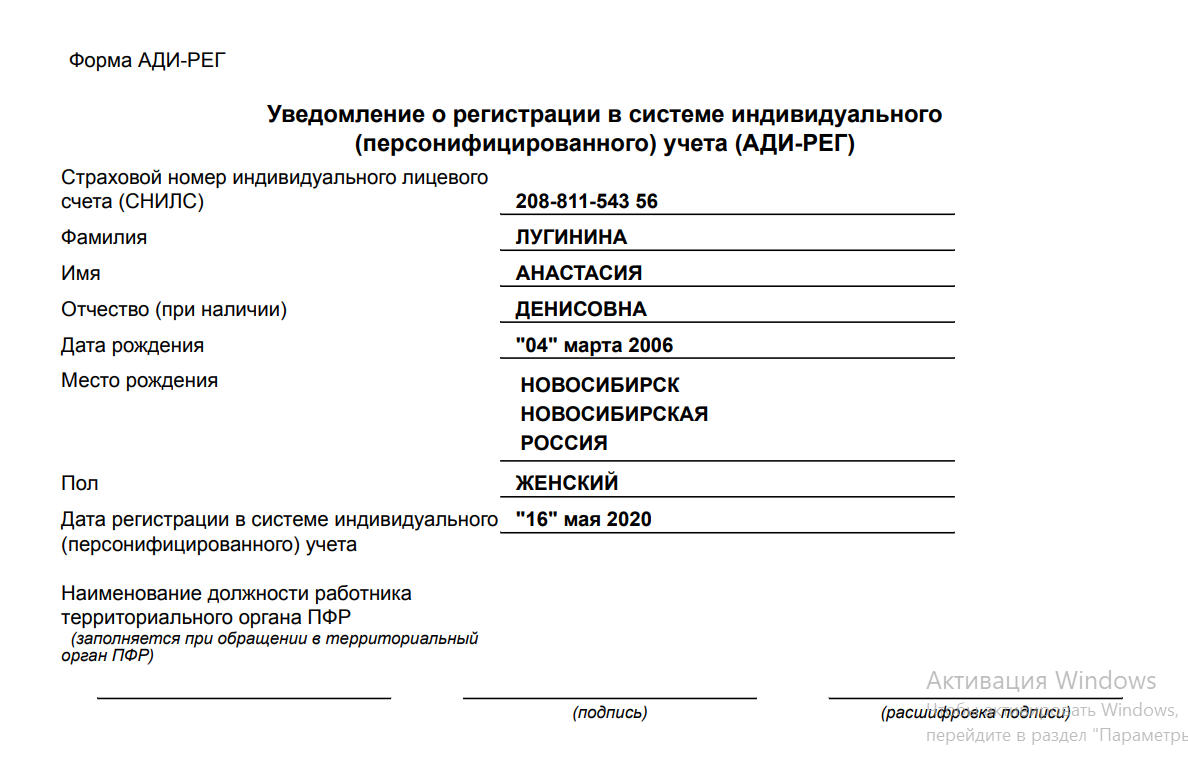 Форма АДИ-РЕГ
Уведомление о регистрации в системе индивидуального
(персонифицированного) учета (АДИ-РЕГ)
Страховой номер индивидуального лицевого
счета (СНИЛС) 208-811-543 56
Фамилия ЛУГИНИНА
Имя АНАСТАСИЯ
Отчество (при наличии) ДЕНИСОВНА
Дата рождения "04" марта 2006
Место рождения НОВОСИБИРСК
НОВОСИБИРСКАЯ
РОССИЯ
Пол ЖЕНСКИЙ
Дата регистрации в системе индивидуального "16" мая 2020
(персонифицированного) учета
Наименование должности работника
территориального органа ПФР
(заполняется при обращении в территориальный
орган ПФР)
(подпись) (расшифровка подписи)
Активация Windows
Чтобы активировать Windows,
перейдите в раздел "Параметры